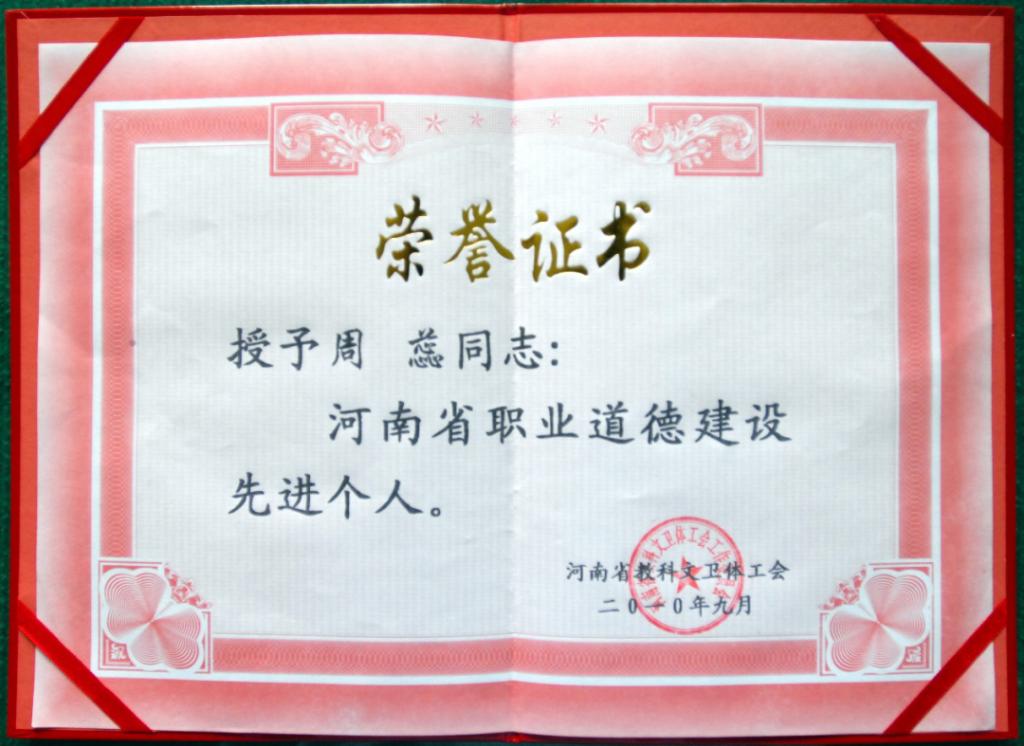 荣誉证书
授予周 蕊同志:
河南省职业道德建设
先进个人。
河南省教科文卫体工会
二0一0年九月